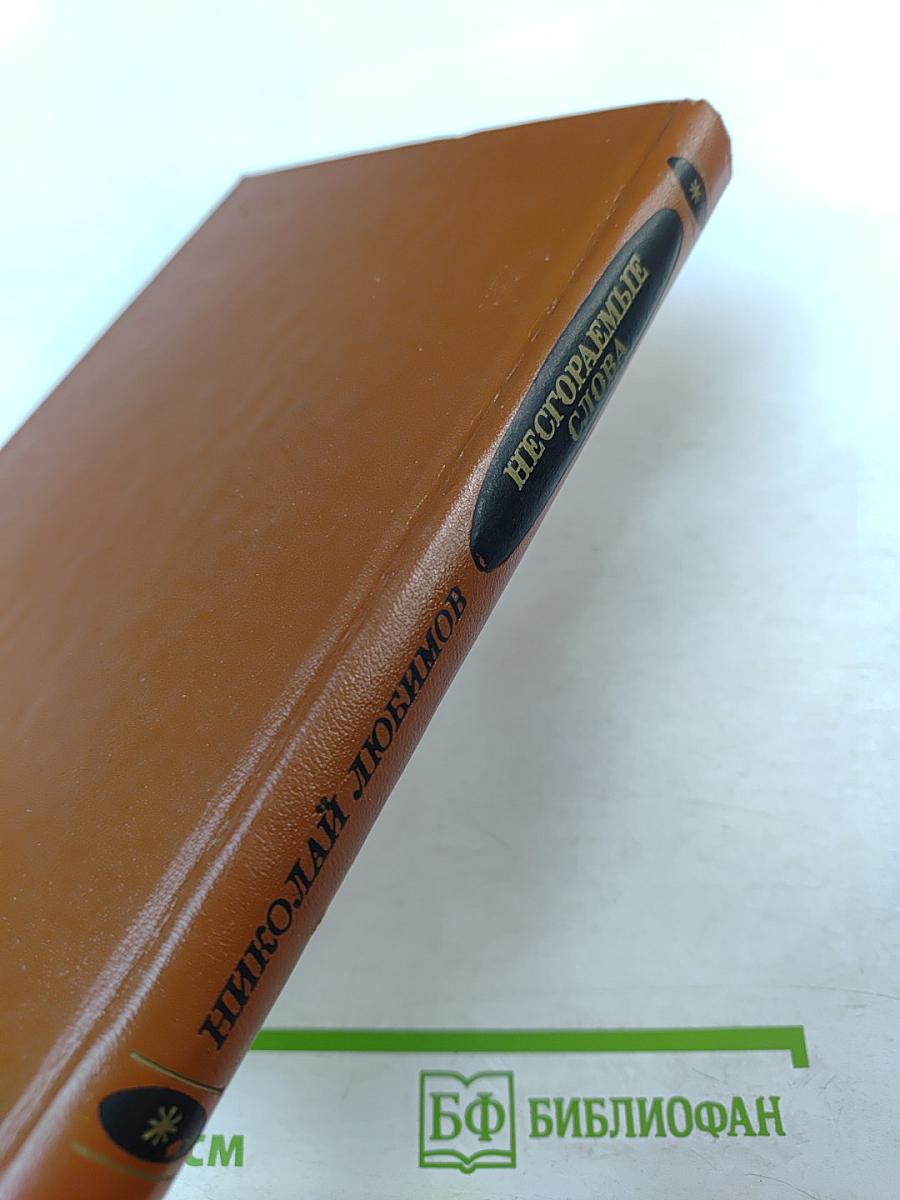 НЕСГОРАЕМЫЕ
СЛОВА
НИКОЛАЙ ЛЮБИМОВ
СМ
БФ БИБЛИОФАН